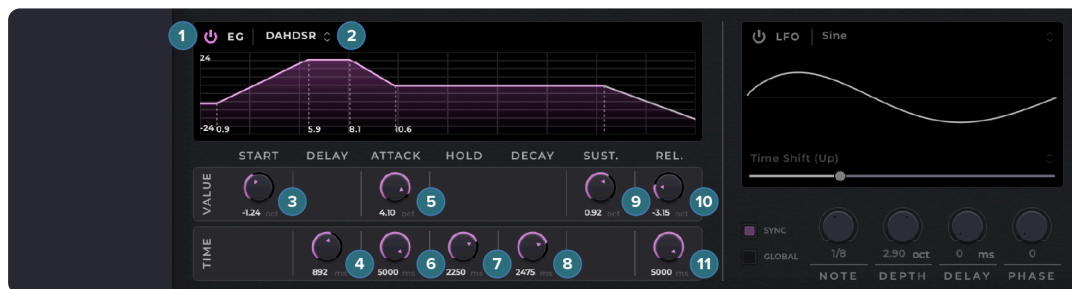 1 EG DAHDSR 2
24
-24 0.9 5.9 8.1 10.6
START DELAY ATTACK HOLD DECAY SUST. REL.
VALUE
-1.24 oct 3 4.10 oct 5 0.92 oct 9 -3.15 oct 10
TIME
892 ms 4 5000 ms 6 2250 ms 7 2475 ms 8 5000 ms 11
LFO Sine
Time Shift (Up)
SYNC
GLOBAL
1/8 2.90 oct 0 ms 0
NOTE DEPTH DELAY PHASE